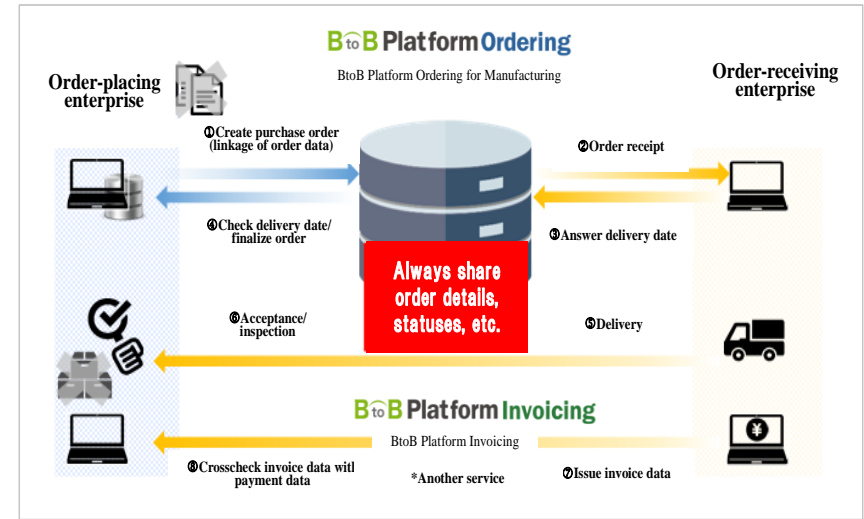 BtoB Platform Ordering
BtoB Platform Ordering for Manufacturing
Order-placing
enterprise
Order-receiving
enterprise
①Create purchase order
(linkage of order data)
②Order receipt
④Check delivery date/
finalize order
③Answer delivery date
Always share
order details,
statuses, etc.
⑥Acceptance/
inspection
⑤Delivery
BtoB Platform Invoicing
BtoB Platform Invoicing
⑧Crosscheck invoice data with
payment data
*Another service
⑦Issue invoice data
¥